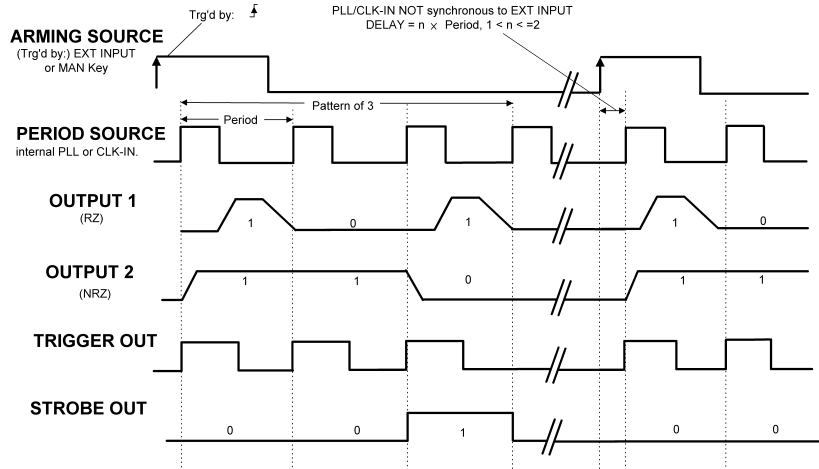 Trg'd by:
PLL/CLK-IN NOT synchronous to EXT INPUT
DELAY = n × Period, 1 < n <=2
ARMING SOURCE
(Trg'd by:) EXT INPUT
or MAN Key
Pattern of 3
Period
PERIOD SOURCE
internal PLL or CLK-IN.
OUTPUT 1
(RZ)
1 0 1 1 0
OUTPUT 2
(NRZ)
1 1 0 1 1
TRIGGER OUT
STROBE OUT
0 0 1 0 0